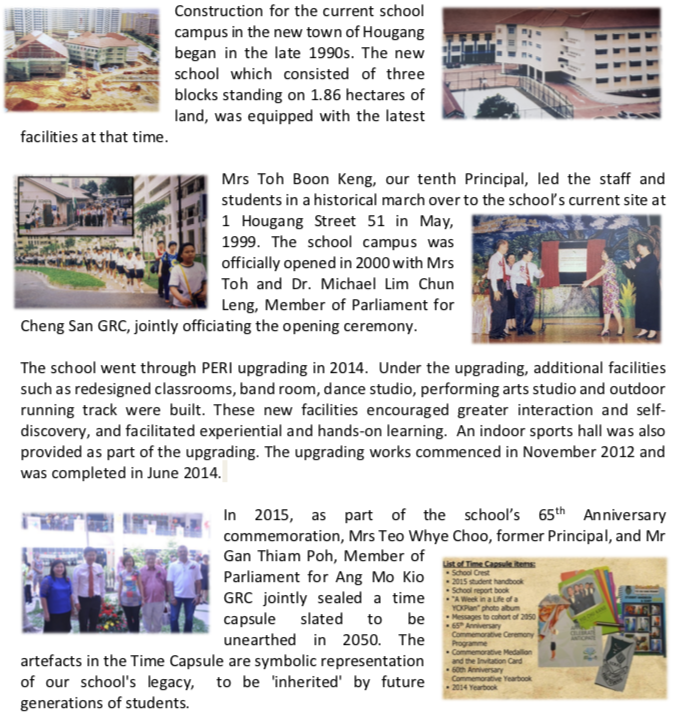 Construction for the current school
campus in the new town of Hougang
began in the late 1990s. The new
school which consisted of three
blocks standing on 1.86 hectares of
land, was equipped with the latest
facilities at that time.
Mrs Toh Boon Keng, our tenth Principal, led the staff and
students in a historical march over to the school's current site at
1 Hougang Street 51 in May,
1999. The school campus was
officially opened in 2000 with Mrs
Toh and Dr. Michael Lim Chun
Leng, Member of Parliament for
Cheng San GRC, jointly officiating the opening ceremony.
The school went through PERI upgrading in 2014. Under the upgrading, additional facilities
such as redesigned classrooms, band room, dance studio, performing arts studio and outdoor
running track were built. These new facilities encouraged greater interaction and self-
discovery, and facilitated experiential and hands-on learning. An indoor sports hall was also
provided as part of the upgrading. The upgrading works commenced in November 2012 and
was completed in June 2014.
In 2015, as part of the school's 65th Anniversary
commemoration, Mrs Teo Whye Choo, former Principal, and Mr
Gan Thiam Poh, Member of
Parliament for Ang Mo Kio
GRC jointly sealed a time
capsule slated to be
unearthed in 2050. The
artefacts in the Time Capsule are symbolic representation
of our school's legacy, to be 'inherited' by future
generations of students.
List of Time Capsule Items:
• School Crest
• 2015 student handbook
• School report book
• "A Week in a Life of a
YCKPian" photo album
• Messages to cohort of 2050
• 65th Anniversary
Commemorative Ceremony
Programme
• Commemorative Medallion
and the Invitation Card
• 60th Anniversary
Commemorative Yearbook
• 2014 Yearbook